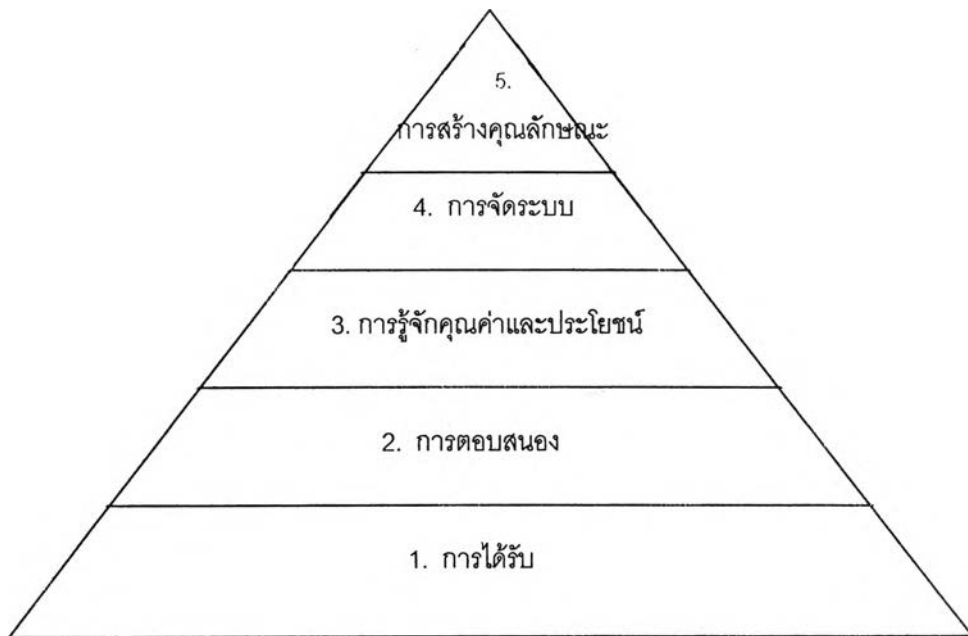 5.
การสร้างคุณลักษณะ
4. การจัดระบบ
3. การรู้จักคุณค่าและประโยชน์
2. การตอบสนอง
1. การได้รับ